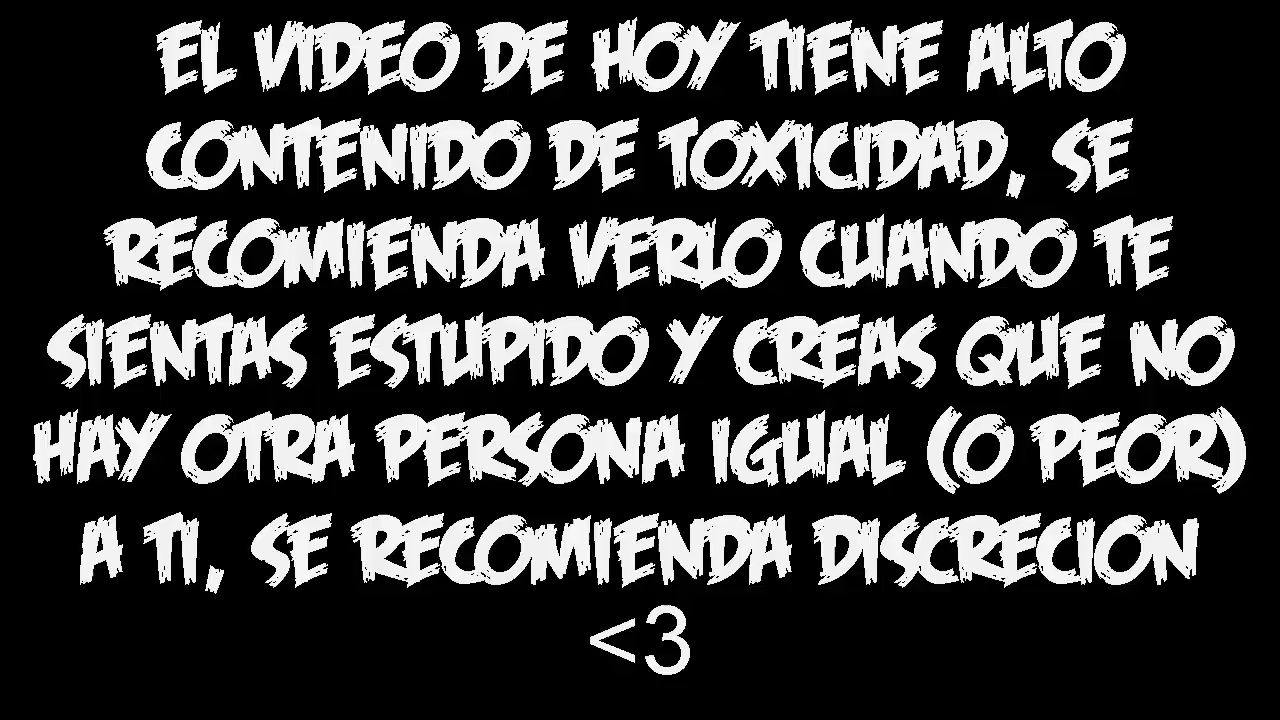 EL VIDEO DE HOY TIENE ALTO
CONTENIDO DE TOXICIDAD, SE
RECOMIENDA VERLO CUANDO TE
SIENTAS ESTUPIDO Y CREAS QUE NO
HAY OTRA PERSONA IGUAL (O PEOR)
A TI, SE RECOMIENDA DISCRECION
<3